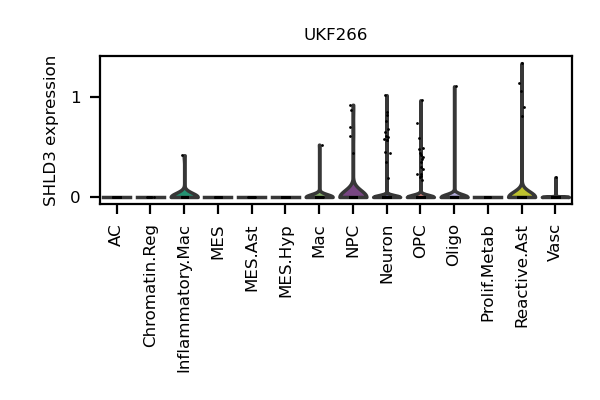 UKF266
SHLD3 expression
1
0
AC
Chromatin.Reg
Inflammatory.Mac
MES
MES.Ast
MES.Hyp
Mac
NPC
Neuron
OPC
Oligo
Prolif.Metab
Reactive.Ast
Vasc